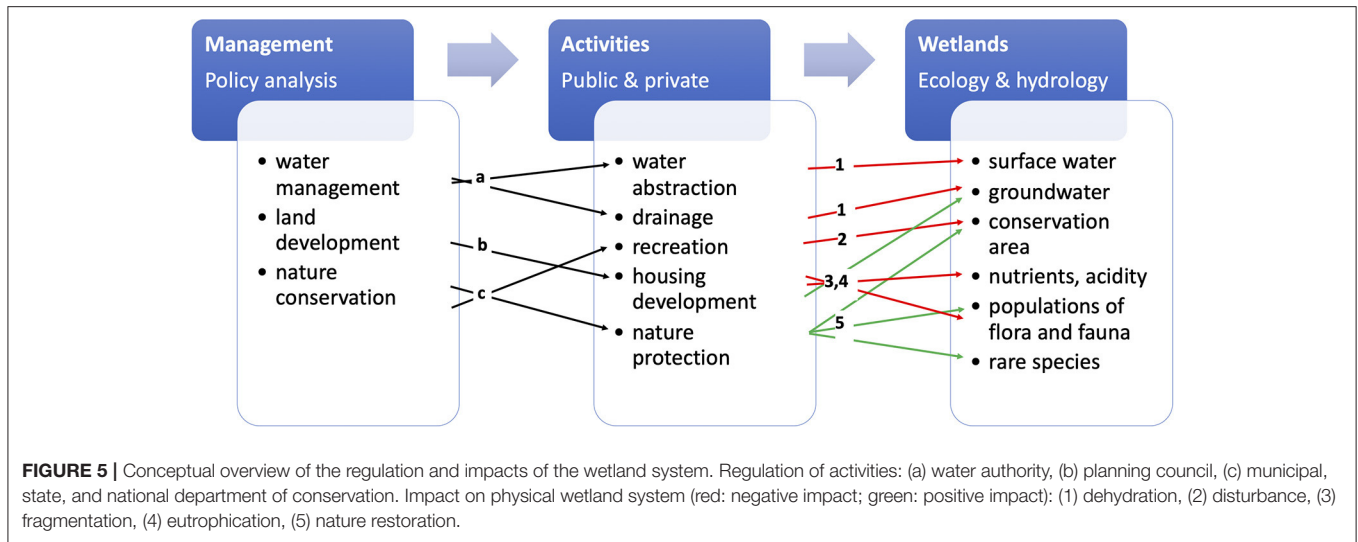 Management
Policy analysis
• water
management
• land
development
• nature
conservation
a
b
c
Activities
Public & private
• water
abstraction
• drainage
• recreation
• housing
development
• nature
protection
1
1
2
3,4
5
Wetlands
Ecology & hydrology
• surface water
• groundwater
• conservation
area
• nutrients, acidity
• populations of
flora and fauna
• rare species
FIGURE 5 | Conceptual overview of the regulation and impacts of the wetland system. Regulation of activities: (a) water authority, (b) planning council, (c) municipal,
state, and national department of conservation. Impact on physical wetland system (red: negative impact; green: positive impact): (1) dehydration, (2) disturbance, (3)
fragmentation, (4) eutrophication, (5) nature restoration.